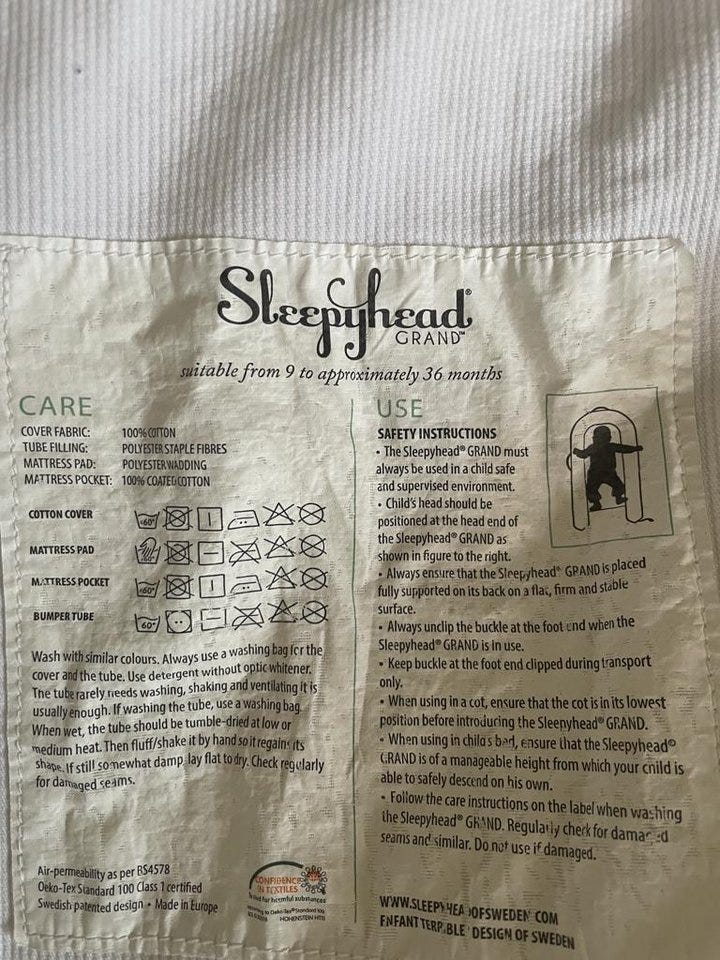 Sleepyhead®
GRAND™
suitable from 9 to approximately 36 months
CARE
COVER FABRIC: 100% COTTON
TUBE FILLING: POLYESTER STAPLE FIBRES
MATTRESS PAD: POLYESTER WADDING
MATTRESS POCKET: 100% COATED COTTON
COTTON COVER
60°
MATTRESS PAD
MATTRESS POCKET
60°
BUMPER TUBE
60°
Wash with similar colours. Always use a washing bag for the
cover and the tube. Use detergent without optic whitener.
The tube rarely needs washing, shaking and ventilating it is
usually enough. If washing the tube, use a washing bag.
When wet, the tube should be tumble-dried at low or
medium heat. Then fluff/shake it by hand so it regains its
shape. If still somewhat damp lay flat to dry. Check regularly
for damaged seams.
Air-permeability as per BS4578
Oeko-Tex Standard 100 Class 1 certified
Swedish patented design • Made in Europe
CONFIDENCE
IN TEXTILES
Tested for harmful substances
according to Oeko-Tex® Standard 100
HOHENSTEIN HTTI
USE
SAFETY INSTRUCTIONS
• The Sleepyhead® GRAND must
always be used in a child safe
and supervised environment.
• Child's head should be
positioned at the head end of
the Sleepyhead® GRAND as
shown in figure to the right.
• Always ensure that the Sleepyhead® GRAND is placed
fully supported on its back on a flat, firm and stable
surface.
• Always unclip the buckle at the foot end when the
Sleepyhead® GRAND is in use.
• Keep buckle at the foot end clipped during transport
only.
• When using in a cot, ensure that the cot is in its lowest
position before introducing the Sleepyhead® GRAND.
• When using in child's bed, ensure that the Sleepyhead®
GRAND is of a manageable height from which your child is
able to safely descend on his own.
• Follow the care instructions on the label when washing
the Sleepyhead® GRAND. Regularly check for damaged
seams and similar. Do not use if damaged.
WWW.SLEEPYHEADOFSWEDEN.COM
ENFANT TERRIBLE DESIGN OF SWEDEN